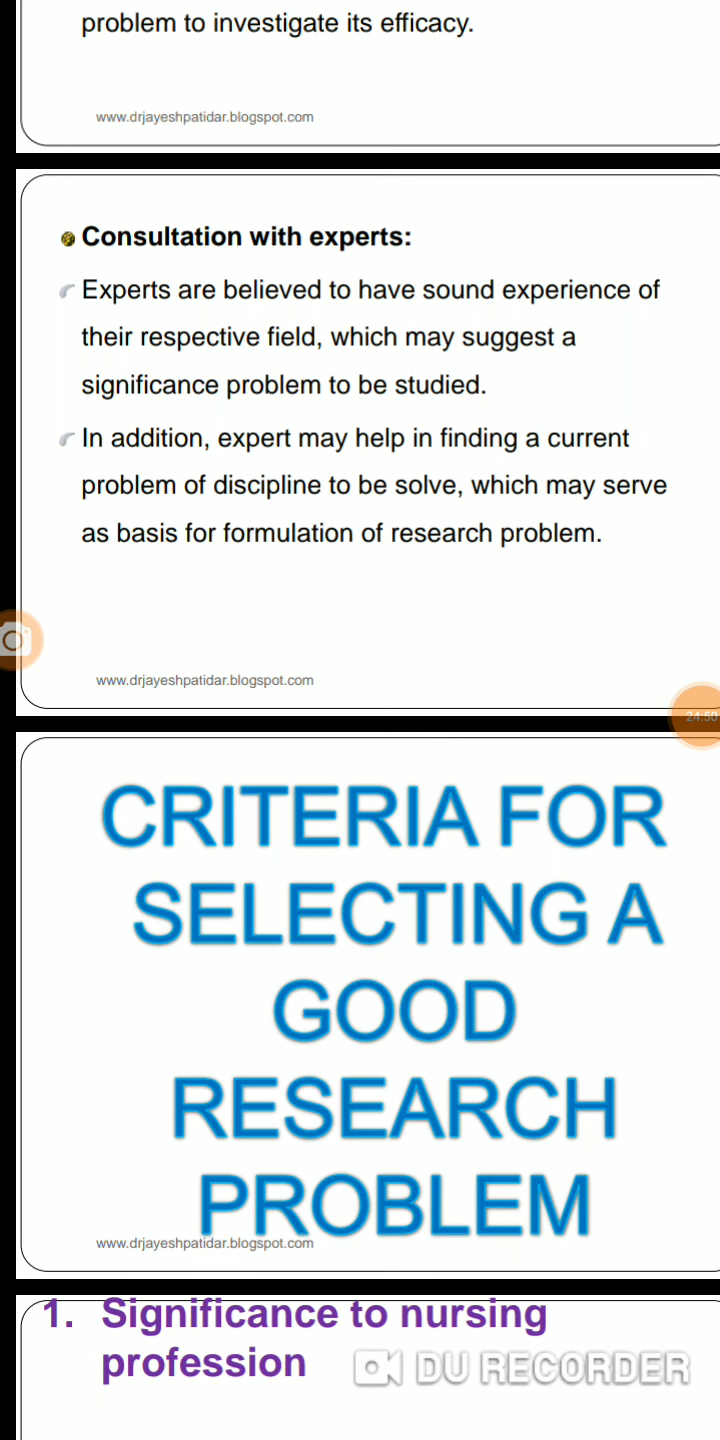 problem to investigate its efficacy.
www.drjayeshpatidar.blogspot.com
Consultation with experts:
Experts are believed to have sound experience of
their respective field, which may suggest a
significance problem to be studied.
In addition, expert may help in finding a current
problem of discipline to be solve, which may serve
as basis for formulation of research problem.
www.drjayeshpatidar.blogspot.com
24:50
CRITERIA FOR
SELECTING A
GOOD
RESEARCH
PROBLEM
www.drjayeshpatidar.blogspot.com
1. Significance to nursing
profession
DU RECORDER